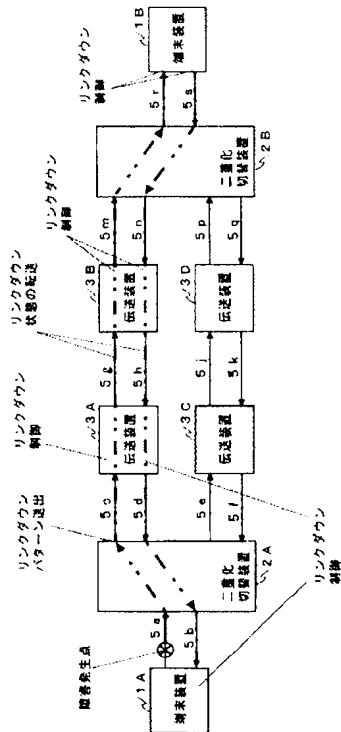 リンクダウン
制御
1B
端末装置
5r
5s
二重化
切替装置
2B
リンクダウン
制御
5m
5n
5p
5q
3B
伝送装置
3D
伝送装置
リンクダウン
状態の転送
5g
5h
5j
5k
リンクダウン
制御
3A
伝送装置
3C
伝送装置
リンクダウン
パターン送出
5c
5d
5e
5f
二重化
切替装置
2A
障害発生点
5a
5b
1A
端末装置
リンクダウン
制御